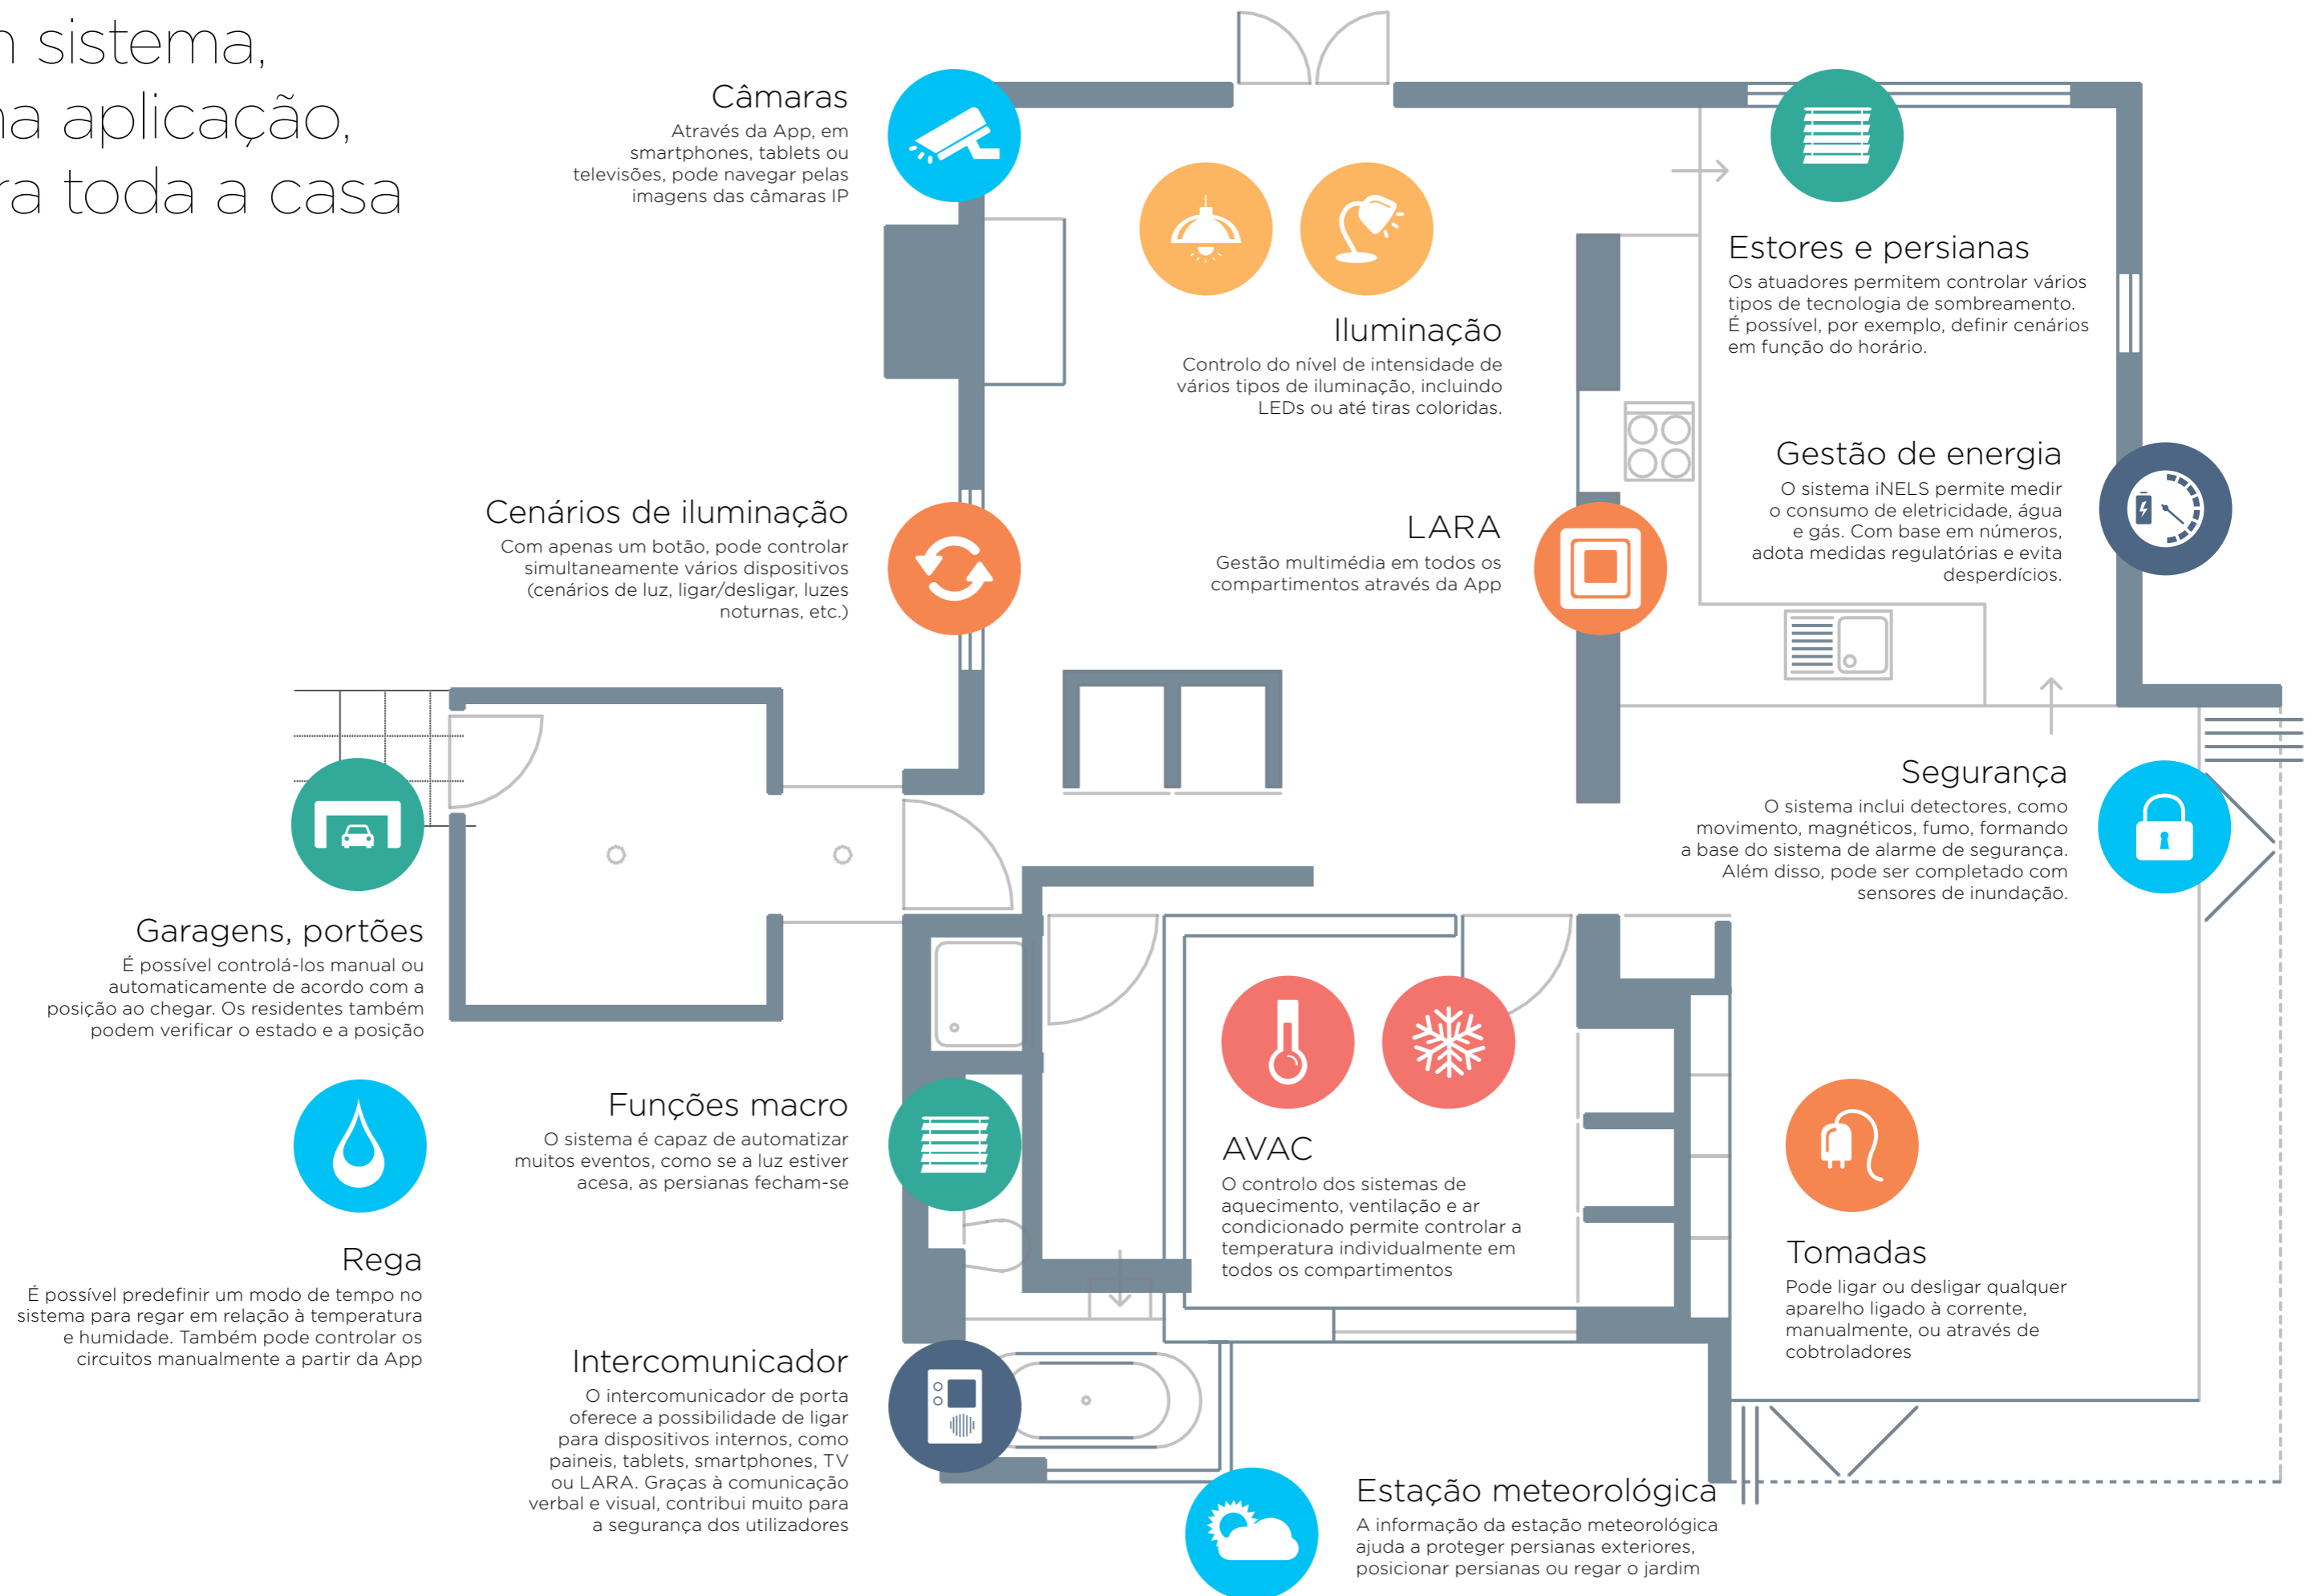 sistema,
aplicação,
toda a casa
Câmaras
Através da App, em
smartphones, tablets ou
televisões, pode navegar pelas
imagens das câmaras IP
Iluminação
Controlo do nível de intensidade de
vários tipos de iluminação, incluindo
LEDs ou até tiras coloridas.
Estores e persianas
Os atuadores permitem controlar vários
tipos de tecnologia de sombreamento.
É possível, por exemplo, definir cenários
em função do horário.
Gestão de energia
O sistema iNELS permite medir
o consumo de eletricidade, água
e gás. Com base em números,
adota medidas regulatórias e evita
desperdícios.
Cenários de iluminação
Com apenas um botão, pode controlar
simultaneamente vários dispositivos
(cenários de luz, ligar/desligar, luzes
noturnas, etc.)
LARA
Gestão multimédia em todos os
compartimentos através da App
Segurança
O sistema inclui detectores, como
movimento, magnéticos, fumo, formando
a base do sistema de alarme de segurança.
Além disso, pode ser completado com
sensores de inundação.
Garagens, portões
É possível controlá-los manual ou
automaticamente de acordo com a
posição ao chegar. Os residentes também
podem verificar o estado e a posição
Funções macro
O sistema é capaz de automatizar
muitos eventos, como se a luz estiver
acesa, as persianas fecham-se
AVAC
O controlo dos sistemas de
aquecimento, ventilação e ar
condicionado permite controlar a
temperatura individualmente em
todos os compartimentos
Tomadas
Pode ligar ou desligar qualquer
aparelho ligado à corrente,
manualmente, ou através de
cobtroladores
Rega
É possível predefinir um modo de tempo no
sistema para regar em relação à temperatura
e humidade. Também pode controlar os
circuitos manualmente a partir da App
Intercomunicador
O intercomunicador de porta
oferece a possibilidade de ligar
para dispositivos internos, como
paineis, tablets, smartphones, TV
ou LARA. Graças à comunicação
verbal e visual, contribui muito para
a segurança dos utilizadores
Estação meteorológica
A informação da estação meteorológica
ajuda a proteger persianas exteriores,
posicionar persianas ou regar o jardim